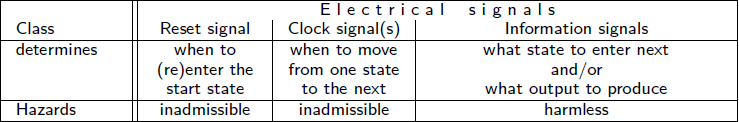 Electrical signals
Class Reset signal Clock signal(s) Information signals
determines when to when to move what state to enter next
(re)enter the from one state and/or
start state to the next what output to produce
Hazards inadmissible inadmissible harmless